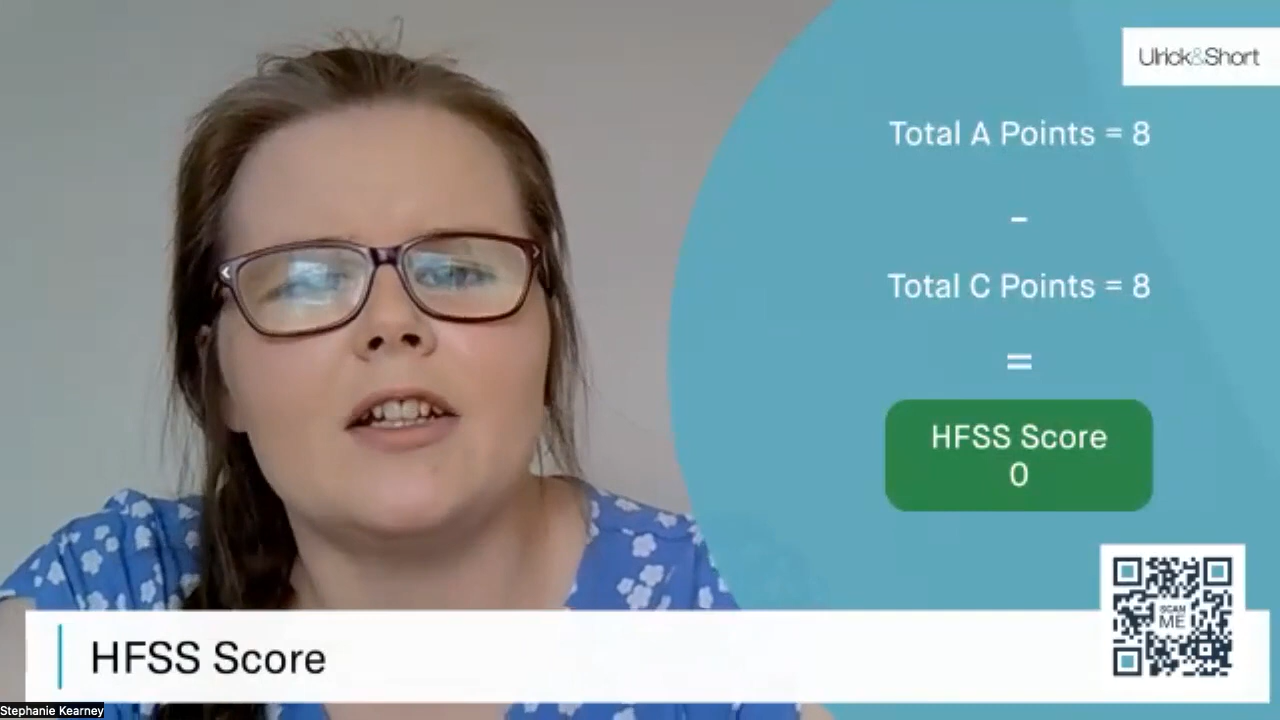 Ulrick&Short
Total A Points = 8
-
Total C Points = 8
=
HFSS Score
0
SCAN
ME
HFSS Score
Stephanie Kearney